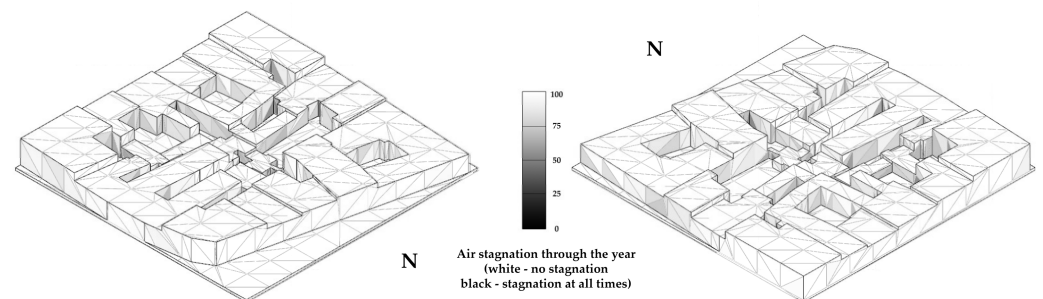 N
100
75
50
25
0
N
Air stagnation through the year
(white - no stagnation
black - stagnation at all times)